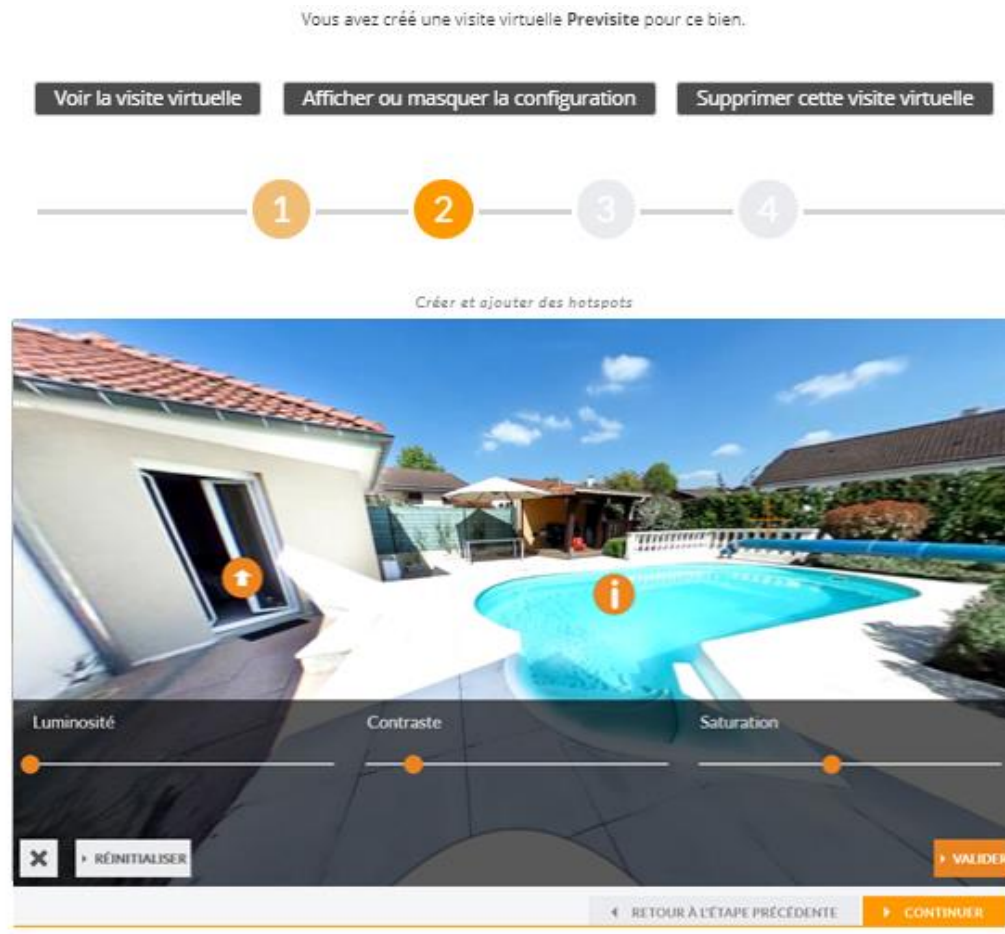 Vous avez créé une visite virtuelle Previsite pour ce bien.
Voir la visite virtuelle
Afficher ou masquer la configuration
Supprimer cette visite virtuelle
1 2 3 4
Créer et ajouter des hotspots
i
Luminosité Contraste Saturation
RÉINITIALISER
VALIDER
RETOUR À L'ÉTAPE PRÉCÉDENTE
CONTINUER